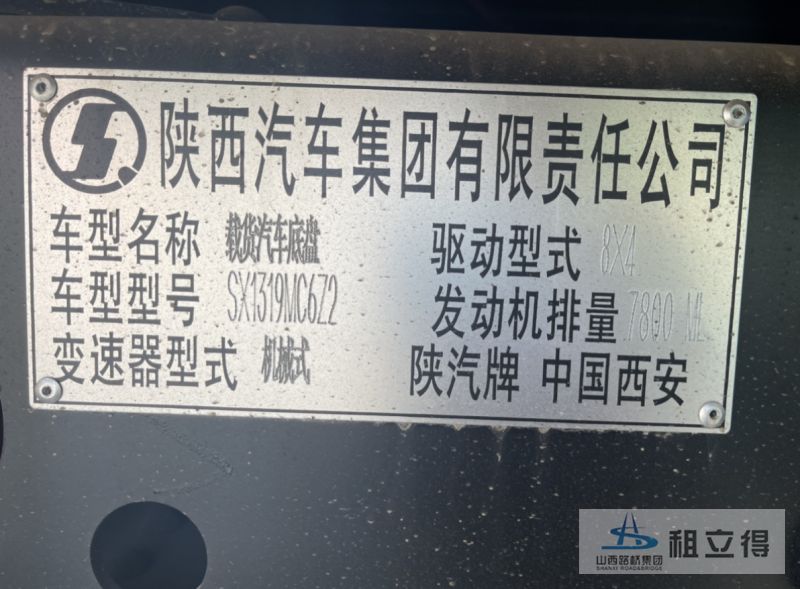 陕西汽车集团有限责任公司
车型名称 载货汽车底盘 驱动型式 8X4
车型型号 SX1319MC6Z2 发动机排量 7800 ML
变速器型式 机械式 陕汽牌 中国西安
山西路桥集团 租立得
SHANXI ROAD&BRIDGE